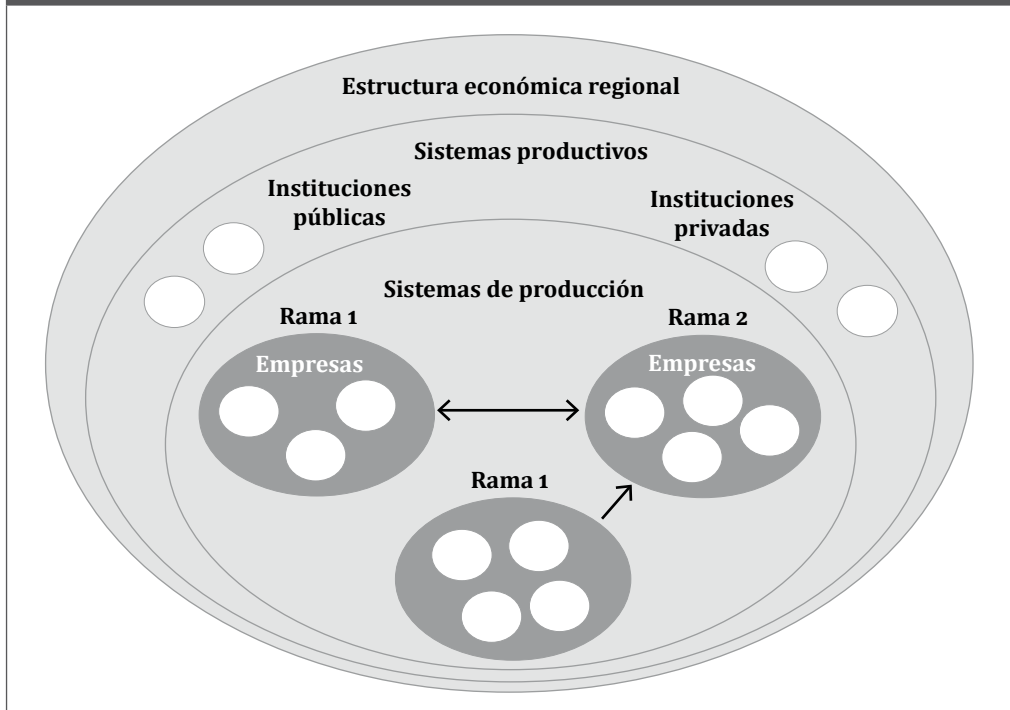 Estructura económica regional
Sistemas productivos
Instituciones
públicas
Instituciones
privadas
Sistemas de producción
Rama 1
Rama 2
Empresas
Empresas
Rama 1